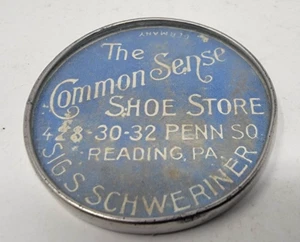 GERMANY
The
Common Sense
SHOE STORE
428-30-32 PENN SQ
READING, PA.
SIG S SCHWERINER